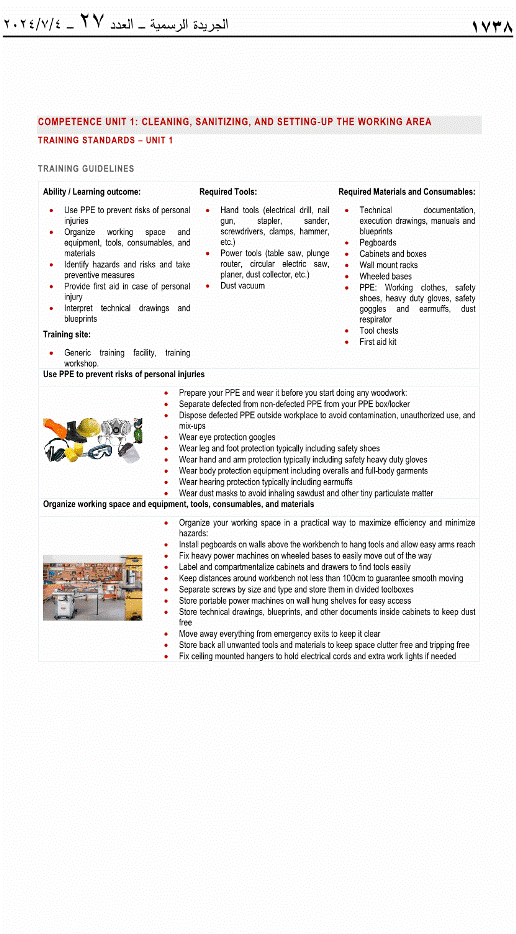 ١٧٣٨
الجريدة الرسمية – العدد ٢٧ – ٢٠٢٤/٧/٤
COMPETENCE UNIT 1: CLEANING, SANITIZING, AND SETTING-UP THE WORKING AREA
TRAINING STANDARDS – UNIT 1
TRAINING GUIDELINES
Ability / Learning outcome:
• Use PPE to prevent risks of personal
injuries
• Organize working space and
equipment, tools, consumables, and
materials
• Identify hazards and risks and take
preventive measures
• Provide first aid in case of personal
injury
• Interpret technical drawings and
blueprints
Training site:
• Generic training facility, training
workshop.
Required Tools:
• Hand tools (electrical drill, nail
gun, stapler, sander,
screwdrivers, clamps, hammer,
etc.)
• Power tools (table saw, plunge
router, circular electric saw,
planer, dust collector, etc.)
• Dust vacuum
Required Materials and Consumables:
• Technical documentation,
execution drawings, manuals and
blueprints
• Pegboards
• Cabinets and boxes
• Wall mount racks
• Wheeled bases
• PPE: Working clothes, safety
shoes, heavy duty gloves, safety
goggles and earmuffs, dust
respirator
• Tool chests
• First aid kit
Use PPE to prevent risks of personal injuries
• Prepare your PPE and wear it before you start doing any woodwork:
• Separate defected from non-defected PPE from your PPE box/locker
• Dispose defected PPE outside workplace to avoid contamination, unauthorized use, and
mix-ups
• Wear eye protection googles
• Wear leg and foot protection typically including safety shoes
• Wear hand and arm protection typically including safety heavy duty gloves
• Wear body protection equipment including overalls and full-body garments
• Wear hearing protection typically including earmuffs
• Wear dust masks to avoid inhaling sawdust and other tiny particulate matter
Organize working space and equipment, tools, consumables, and materials
• Organize your working space in a practical way to maximize efficiency and minimize
hazards:
• Install pegboards on walls above the workbench to hang tools and allow easy arms reach
• Fix heavy power machines on wheeled bases to easily move out of the way
• Label and compartmentalize cabinets and drawers to find tools easily
• Keep distances around workbench not less than 100cm to guarantee smooth moving
• Separate screws by size and type and store them in divided toolboxes
• Store portable power machines on wall hung shelves for easy access
• Store technical drawings, blueprints, and other documents inside cabinets to keep dust
free
• Move away everything from emergency exits to keep it clear
• Store back all unwanted tools and materials to keep space clutter free and tripping free
• Fix ceiling mounted hangers to hold electrical cords and extra work lights if needed